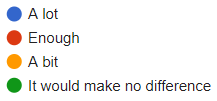 A lot
Enough
A bit
It would make no difference